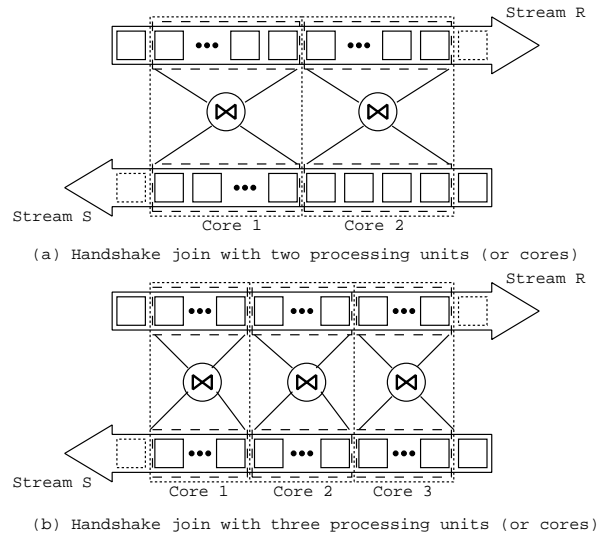 Stream R
Stream S
Core 1 Core 2
(a) Handshake join with two processing units (or cores)
Stream R
Stream S
Core 1 Core 2 Core 3
(b) Handshake join with three processing units (or cores)